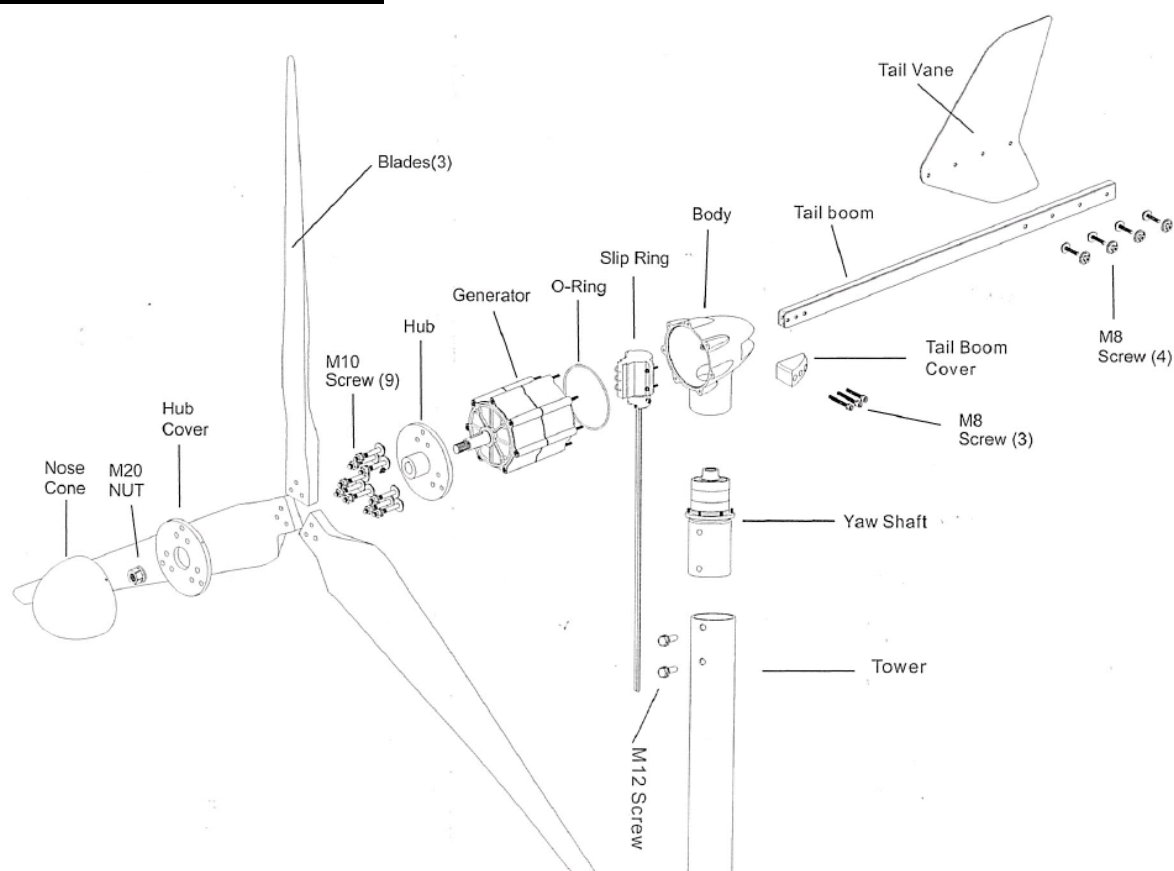 Tail Vane
Blades(3)
Body
Tail boom
Slip Ring
O-Ring
Generator
Hub
M10
Screw (9)
M8
Screw (4)
Tail Boom
Cover
M8
Screw (3)
Hub
Cover
Nose
Cone
M20
NUT
Yaw Shaft
Tower
M12 Screw